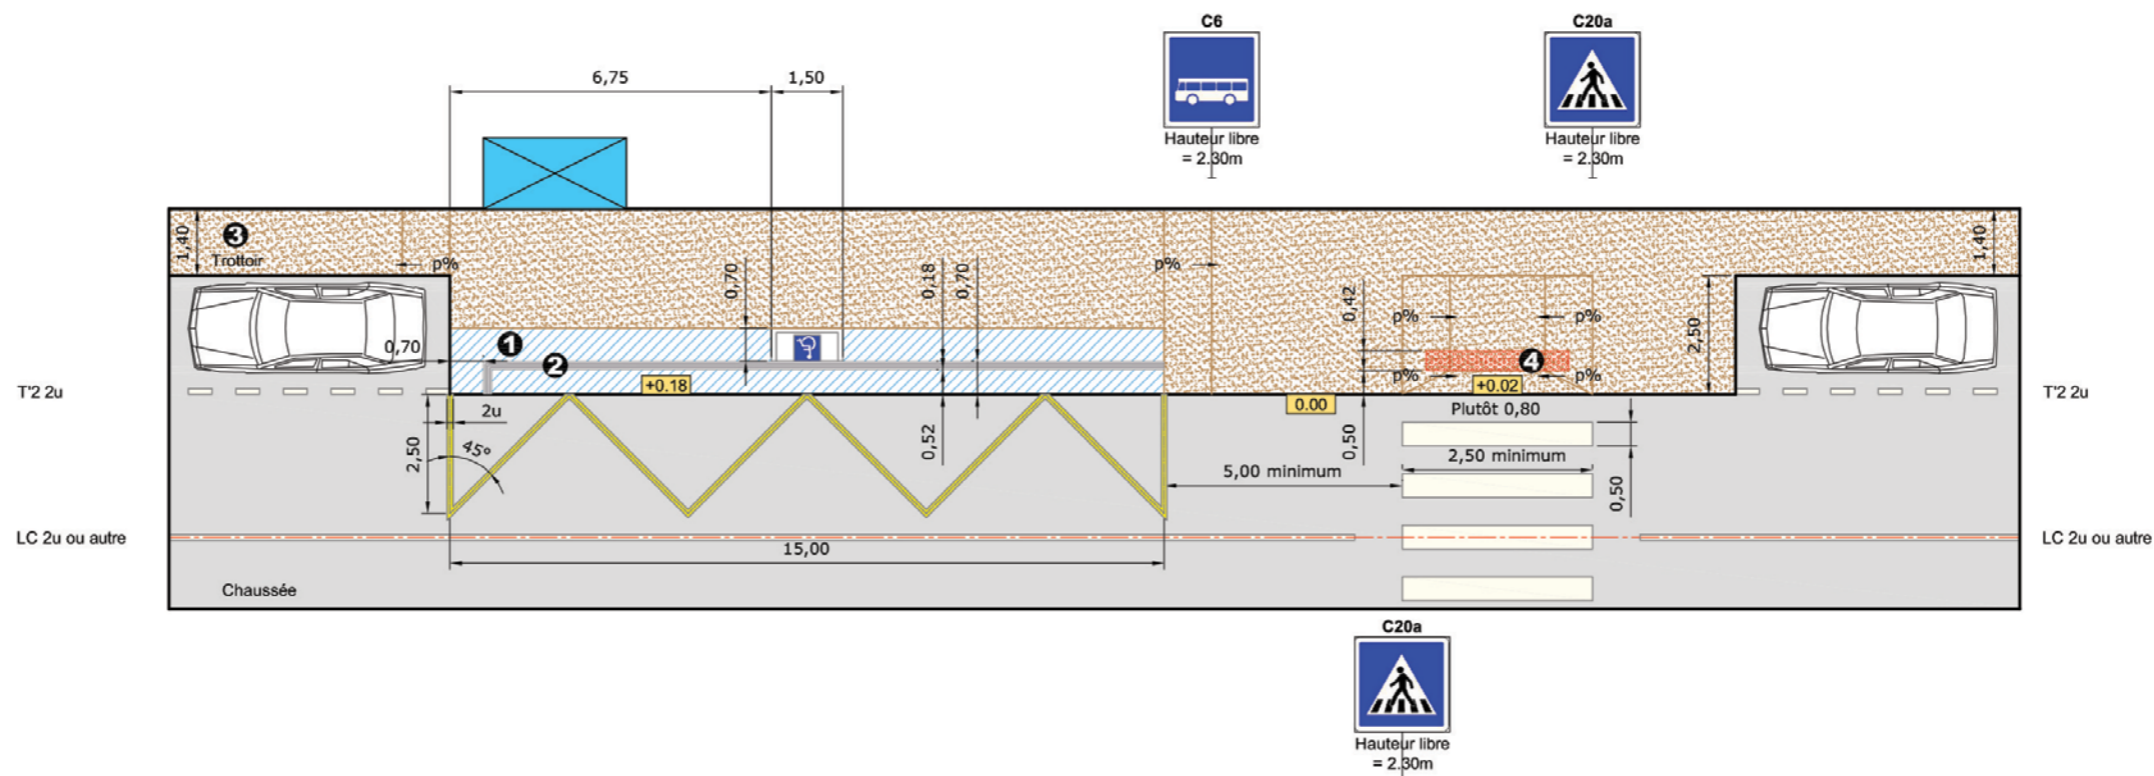 C6
C20a
Hauteur libre
= 2.30m
Hauteur libre
= 2.30m
6,75
1,50
1,40
3
Trottoir
p%
0,70
0,18
0,70
p%
0,42
p%
p%
2,50
1,40
0,70
1
2
4
+0.18
p%
+0.02
p%
T'2 2u
T'2 2u
0.00
Plutôt 0,80
2u
2,50
45°
0,52
0,50
5,00 minimum
2,50 minimum
0,50
LC 2u ou autre
LC 2u ou autre
15,00
Chaussée
C20a
Hauteur libre
= 2.30m